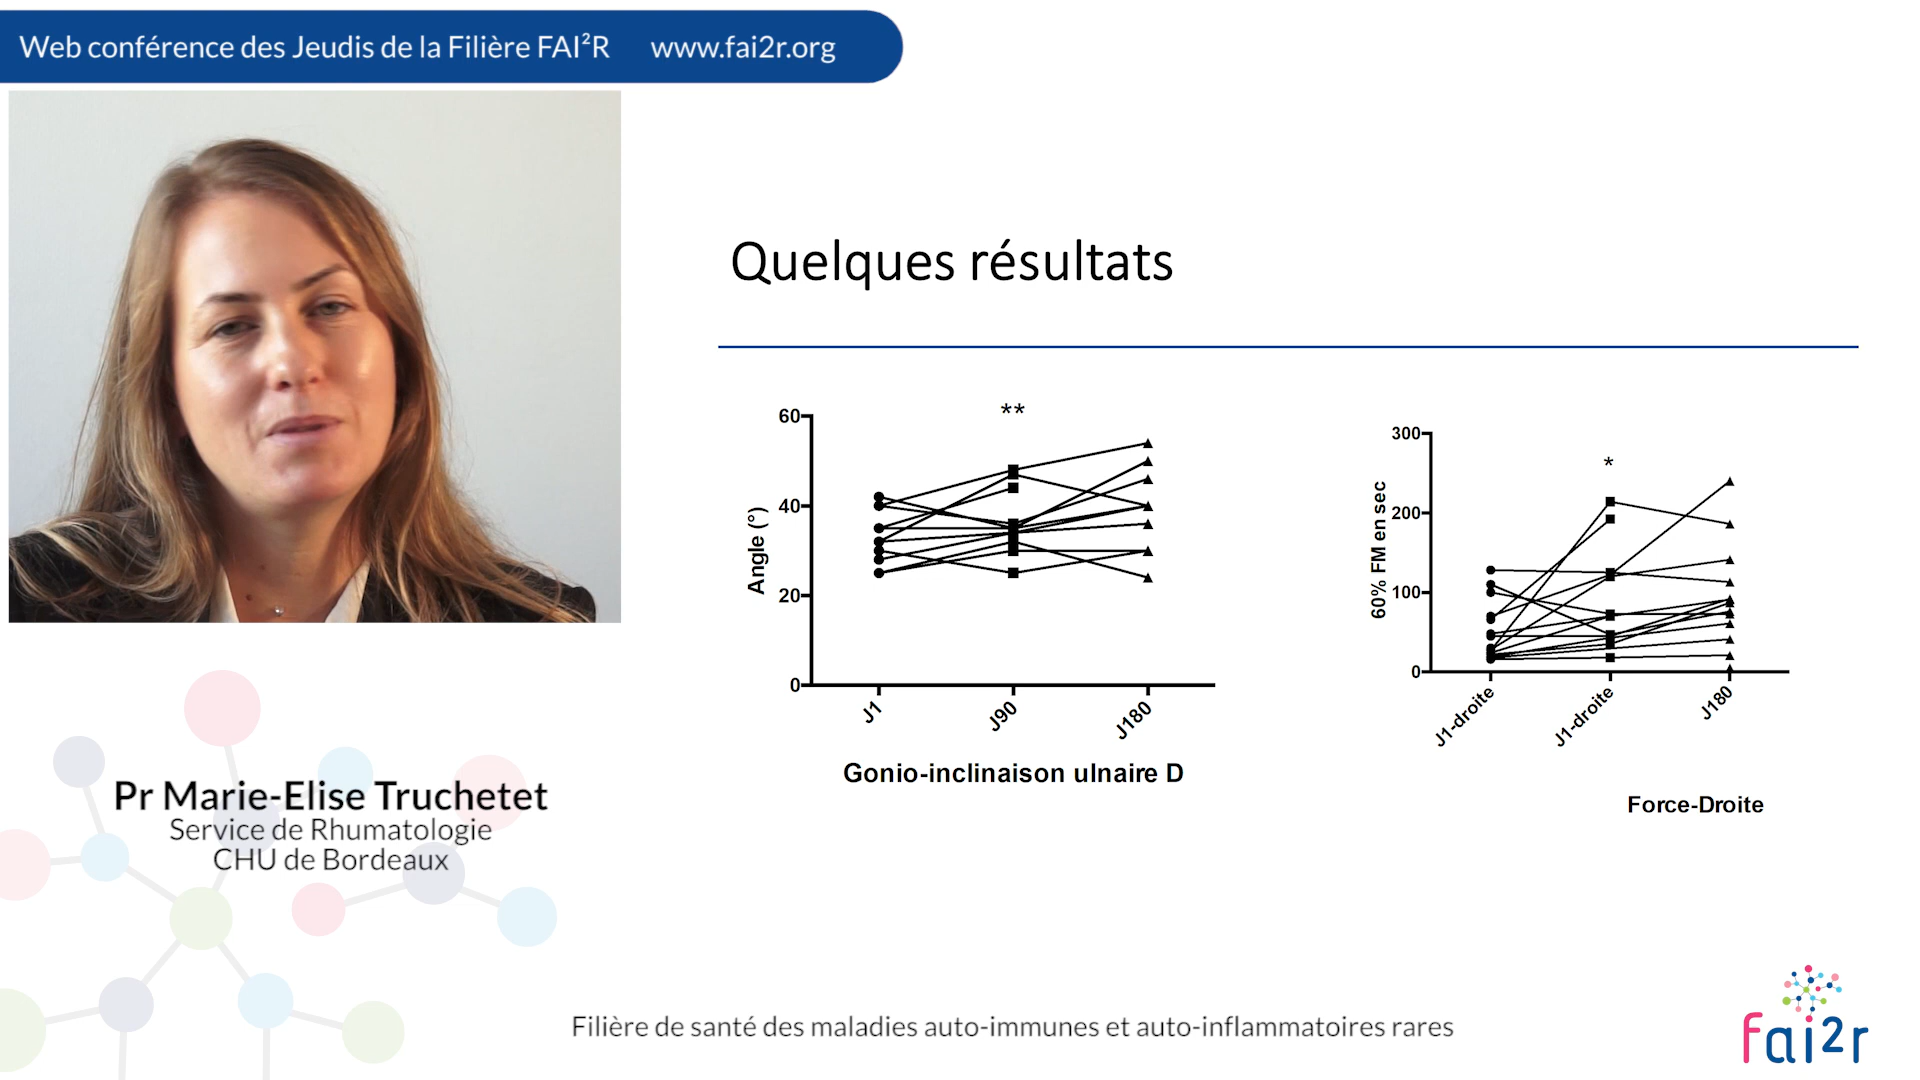 Web conférence des Jeudis de la Filière FAI²R www.fai2r.org
Quelques résultats
**
60
40
20
0
Angle (°)
J1
J90
J180
Gonio-inclinaison ulnaire D
*
300
200
100
0
60% FM en sec
J1-droite
J1-droite
J180
Force-Droite
Pr Marie-Elise Truchetet
Service de Rhumatologie
CHU de Bordeaux
Filière de santé des maladies auto-immunes et auto-inflammatoires rares
fai2r